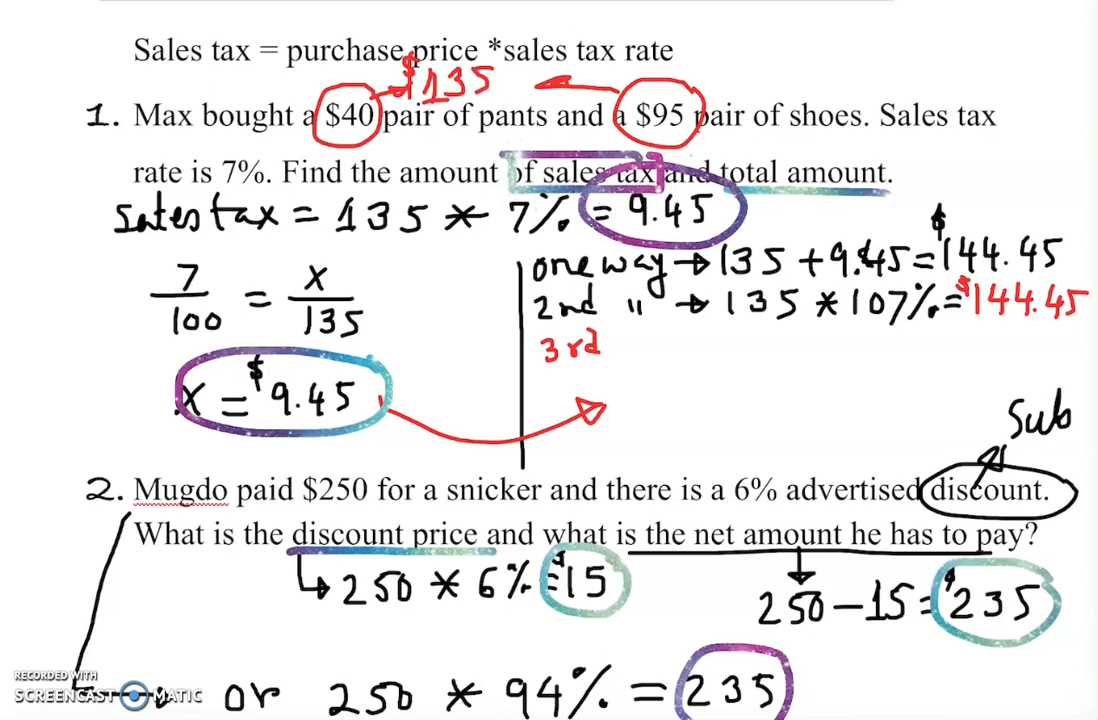 Sales tax = purchase price *sales tax rate
$135
1. Max bought a $40 pair of pants and a $95 pair of shoes. Sales tax
rate is 7%. Find the amount of sales tax and total amount.
Sales tax = 135 * 7% = 9.45
7/100 = x/135
x = $9.45
one way → 135 + 9.45 = $144.45
2nd " → 135 * 107% = $144.45
3rd
Sub
2. Mugdo paid $250 for a snicker and there is a 6% advertised discount.
What is the discount price and what is the net amount he has to pay?
↳ 250 * 6% = $15
250 - 15 = $235
or 250 * 94% = 235
RECORDED WITH
SCREENCAST-O-MATIC